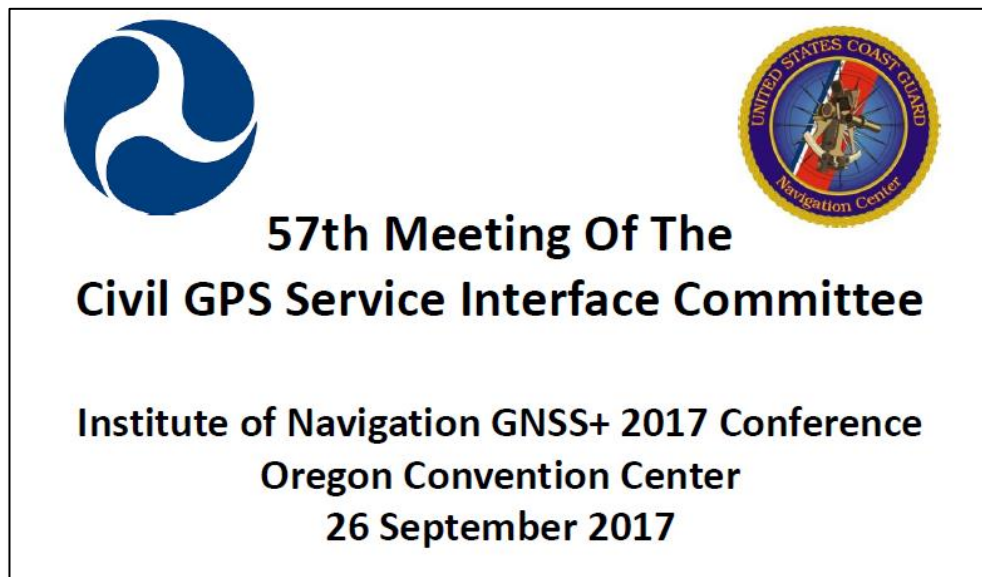 UNITED STATES COAST GUARD
Navigation Center
57th Meeting Of The
Civil GPS Service Interface Committee
Institute of Navigation GNSS+ 2017 Conference
Oregon Convention Center
26 September 2017